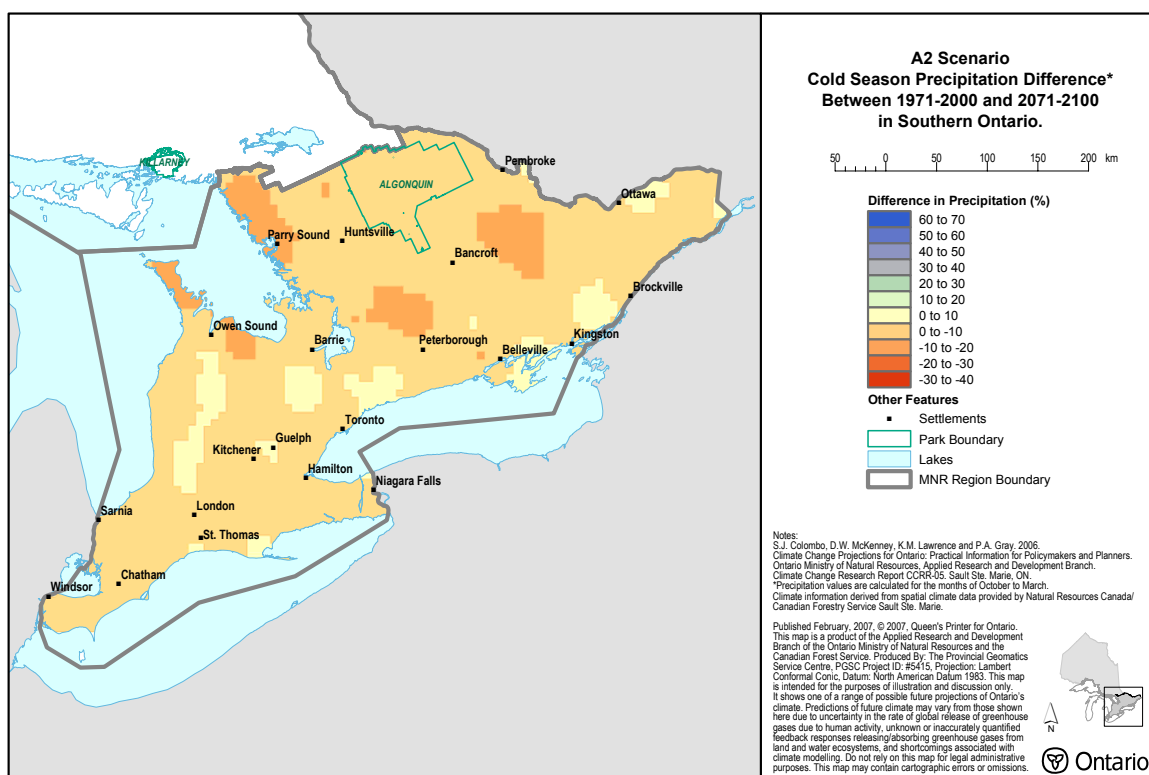 A2 Scenario
Cold Season Precipitation Difference*
Between 1971-2000 and 2071-2100
in Southern Ontario.
50 0 50 100 150 200 km
Difference in Precipitation (%)
60 to 70
50 to 60
40 to 50
30 to 40
20 to 30
10 to 20
0 to 10
0 to -10
-10 to -20
-20 to -30
-30 to -40
Other Features
Settlements
Park Boundary
Lakes
MNR Region Boundary
KILLARNEY
ALGONQUIN
Pembroke
Ottawa
Parry Sound
Huntsville
Bancroft
Brockville
Owen Sound
Barrie
Peterborough
Belleville
Kingston
Toronto
Guelph
Kitchener
Hamilton
Niagara Falls
Sarnia
London
St. Thomas
Chatham
Windsor
Notes:
S.J. Colombo, D.W. McKenney, K.M. Lawrence and P.A. Gray. 2006.
Climate Change Projections for Ontario: Practical Information for Policymakers and Planners.
Ontario Ministry of Natural Resources, Applied Research and Development Branch.
Climate Change Research Report CCRR-05. Sault Ste. Marie, ON.
*Precipitation values are calculated for the months of October to March.
Climate information derived from spatial climate data provided by Natural Resources Canada/
Canadian Forestry Service Sault Ste. Marie.
Published February, 2007, © 2007, Queen's Printer for Ontario.
This map is a product of the Applied Research and Development
Branch of the Ontario Ministry of Natural Resources and the
Canadian Forest Service. Produced By: The Provincial Geomatics
Service Centre, PGSC Project ID: #5415, Projection: Lambert
Conformal Conic, Datum: North American Datum 1983. This map
is intended for the purposes of illustration and discussion only.
It shows one of a range of possible future projections of Ontario's
climate. Predictions of future climate may vary from those shown
here due to uncertainty in the rate of global release of greenhouse
gases due to human activity, unknown or inaccurately quantified
feedback responses releasing/absorbing greenhouse gases from
land and water ecosystems, and shortcomings associated with
climate modelling. Do not rely on this map for legal administrative
purposes. This map may contain cartographic errors or omissions.
N
Ontario